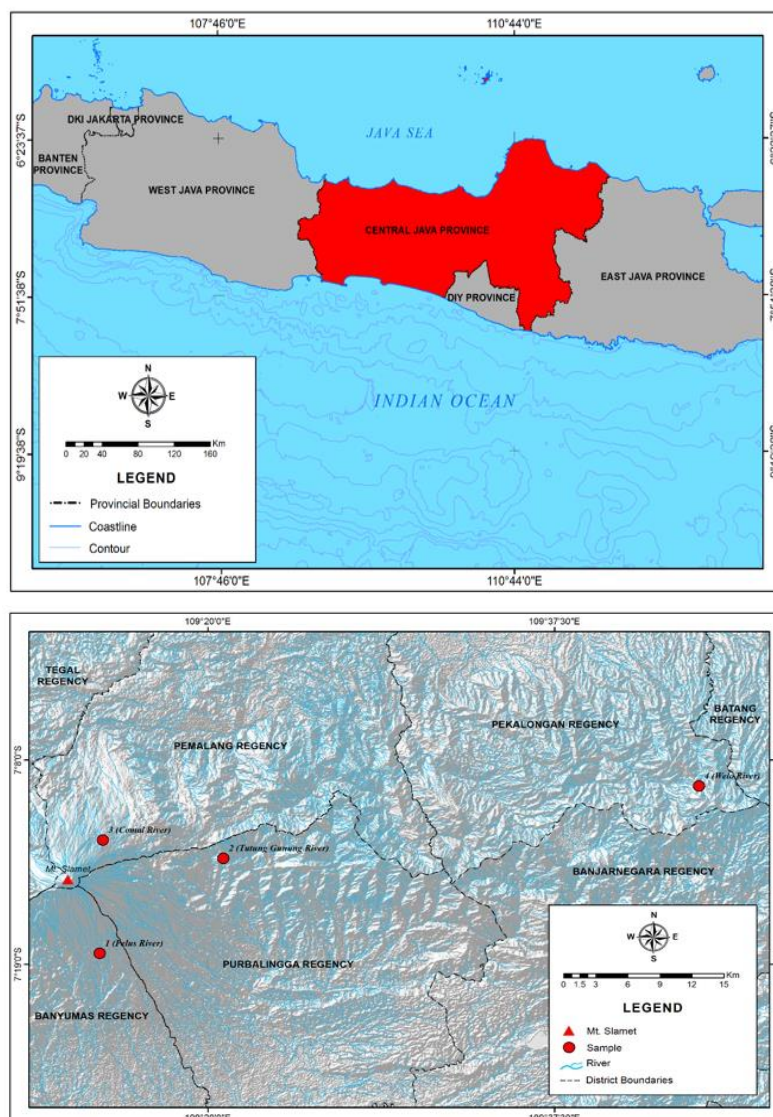 107°46'0"E
110°44'0"E
DKI JAKARTA PROVINCE
JAVA SEA
6°23'37"S
BANTEN
PROVINCE
WEST JAVA PROVINCE
CENTRAL JAVA PROVINCE
EAST JAVA PROVINCE
DIY PROVINCE
7°51'38"S
INDIAN OCEAN
N
W
E
S
0 20 40 80 120 160 Km
9°19'38"S
LEGEND
Provincial Boundaries
Coastline
Contour
107°46'0"E
110°44'0"E
109°20'0"E
109°37'30"E
TEGAL
REGENCY
PEMALANG REGENCY
PEKALONGAN REGENCY
BATANG
REGENCY
7°8'0"S
4 (Welo River)
3 (Comal River)
2 (Tutung Gunung River)
Mt. Slamet
BANJARNEGARA REGENCY
1 (Pelus River)
PURBALINGGA REGENCY
7°19'0"S
BANYUMAS REGENCY
N
W
E
S
0 1.5 3 6 9 12 15 Km
LEGEND
Mt. Slamet
Sample
River
District Boundaries